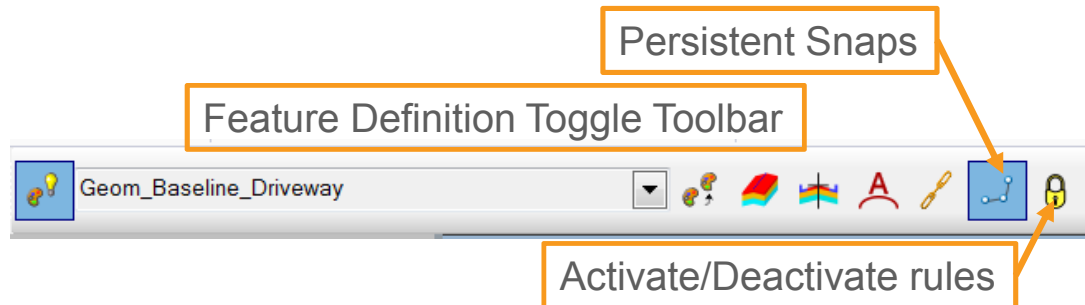 Persistent Snaps
Feature Definition Toggle Toolbar
Geom_Baseline_Driveway
A
Activate/Deactivate rules